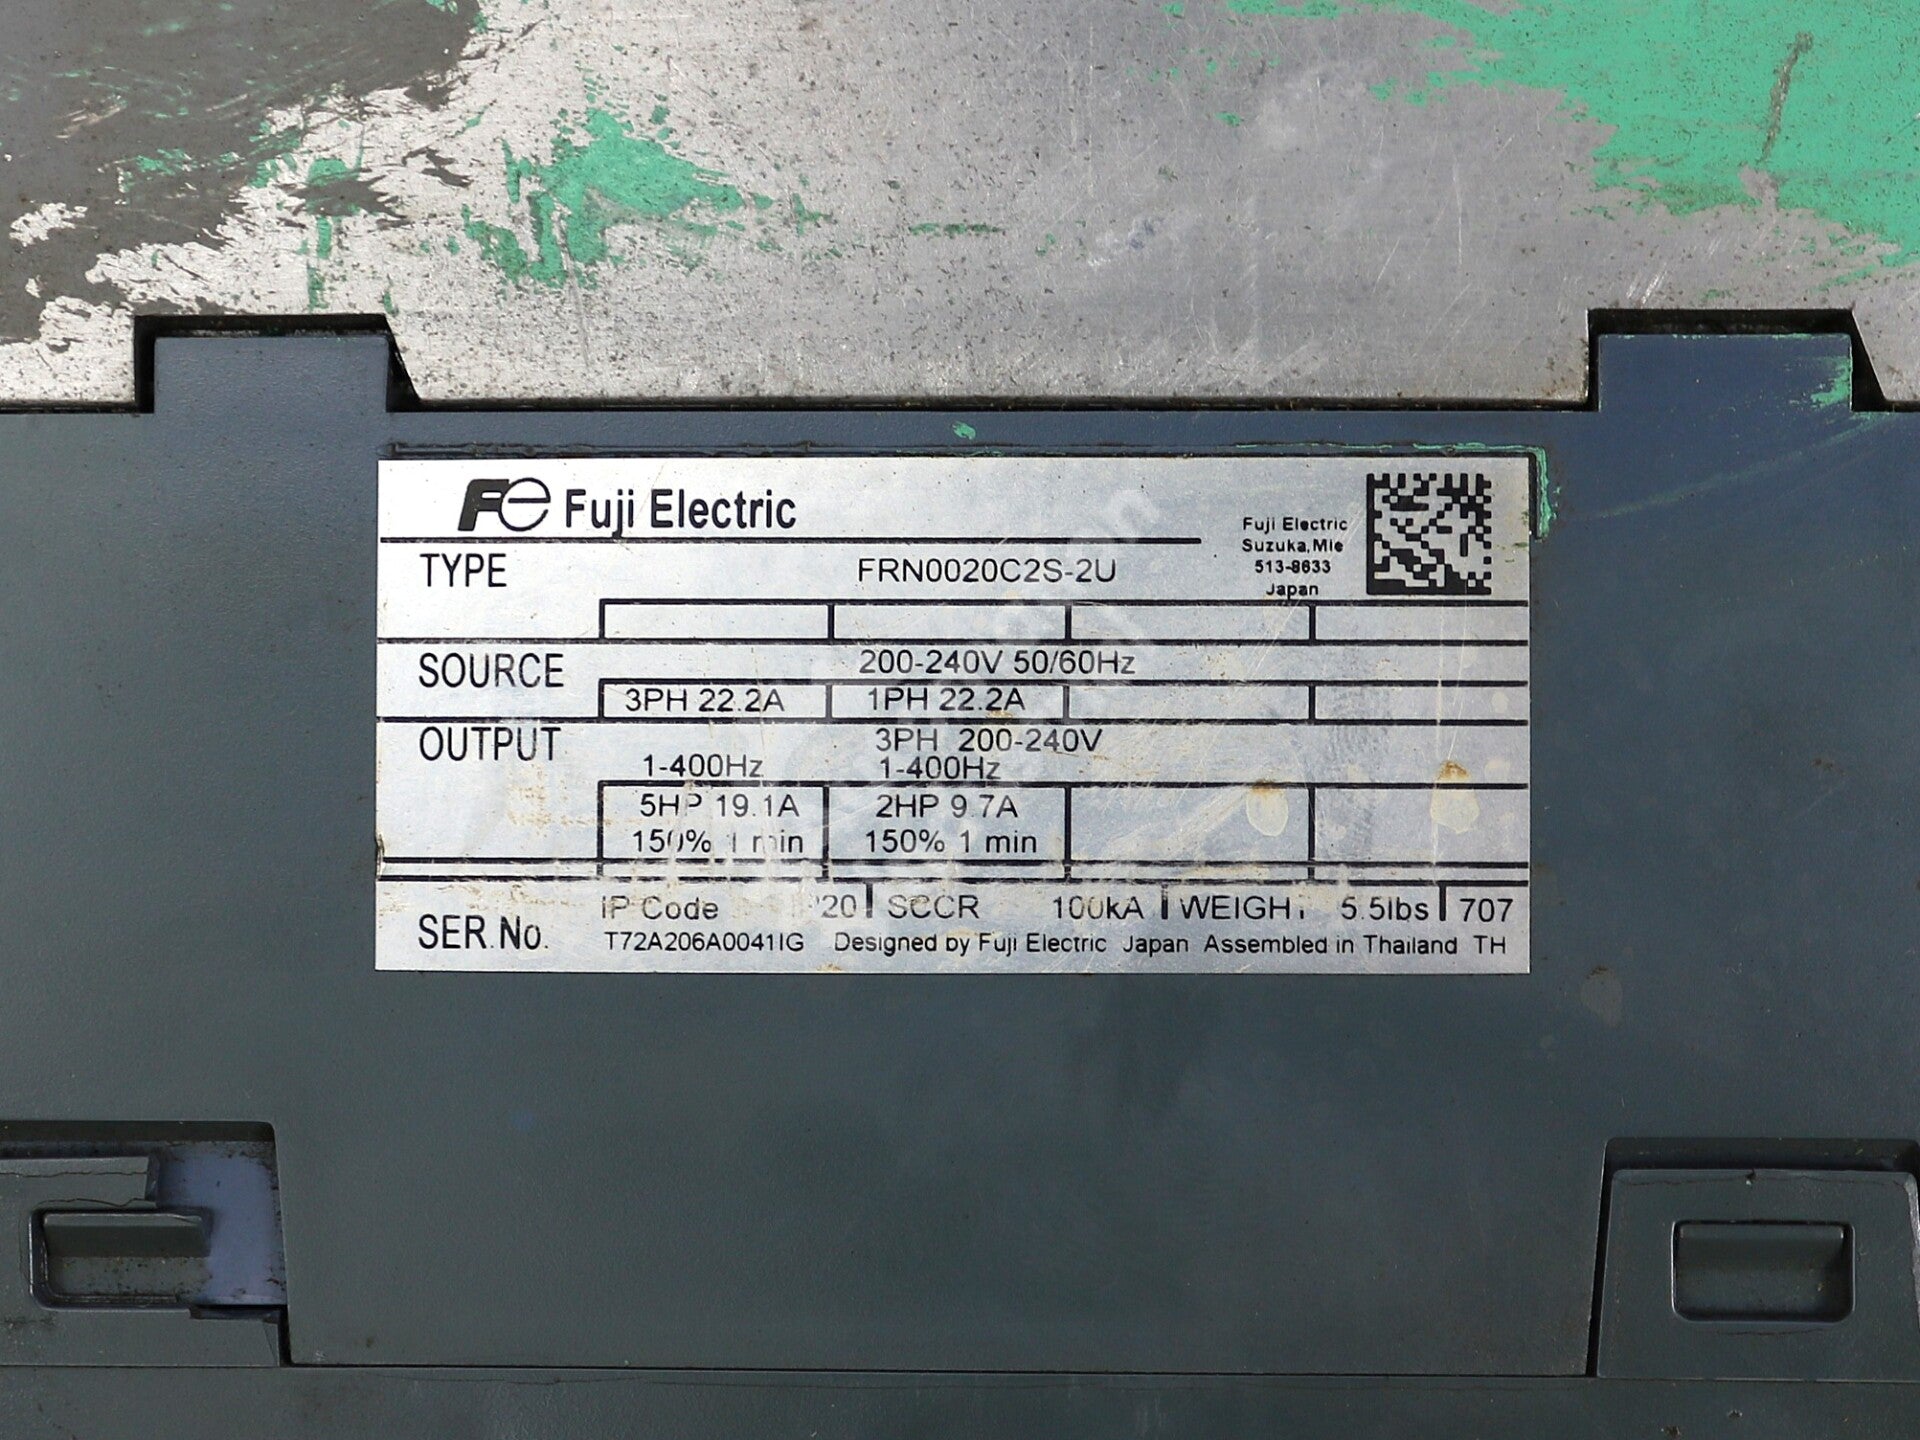 Fe Fuji Electric
Fuji Electric
Suzuka, Mie
513-8633
Japan
TYPE FRN0020C2S-2U
SOURCE 200-240V 50/60Hz
3PH 22.2A 1PH 22.2A
OUTPUT 3PH 200-240V
1-400Hz 1-400Hz
5HP 19.1A 2HP 9.7A
150% 1 min 150% 1 min
IP Code SCCR 100kA WEIGHT 5.5lbs 707
SER.No. T72A206A0041IG Designed by Fuji Electric Japan Assembled in Thailand TH